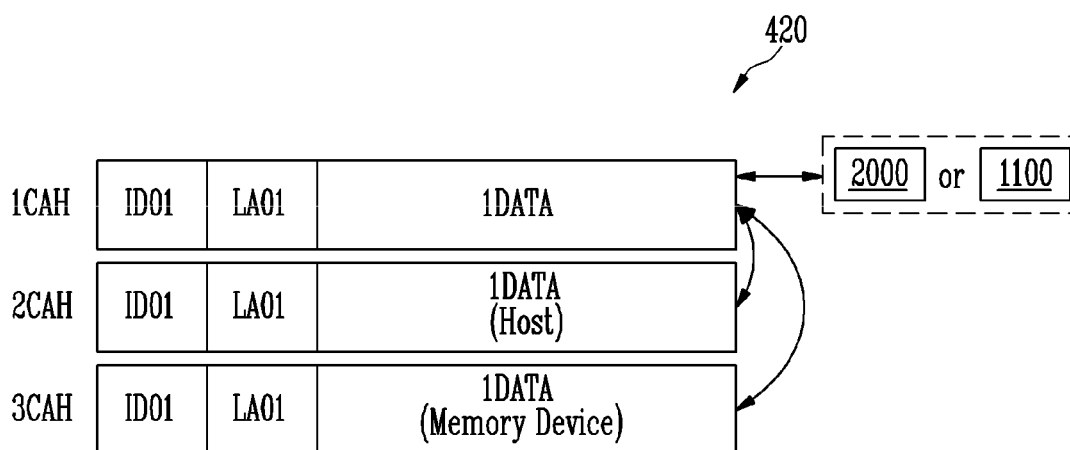 420
2000 or 1100
1CAH ID01 LA01 1DATA
2CAH ID01 LA01 1DATA
(Host)
3CAH ID01 LA01 1DATA
(Memory Device)